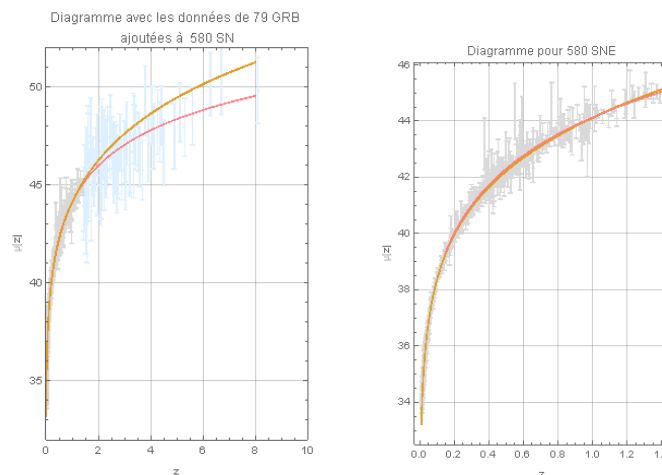 Diagramme avec les données de 79 GRB
ajoutées à 580 SN
50
45
40
35
μ[z]
0 2 4 6 8 10
z
Diagramme pour 580 SNE
46
44
42
40
38
36
34
μ[z]
0.0 0.2 0.4 0.6 0.8 1.0 1.2
z